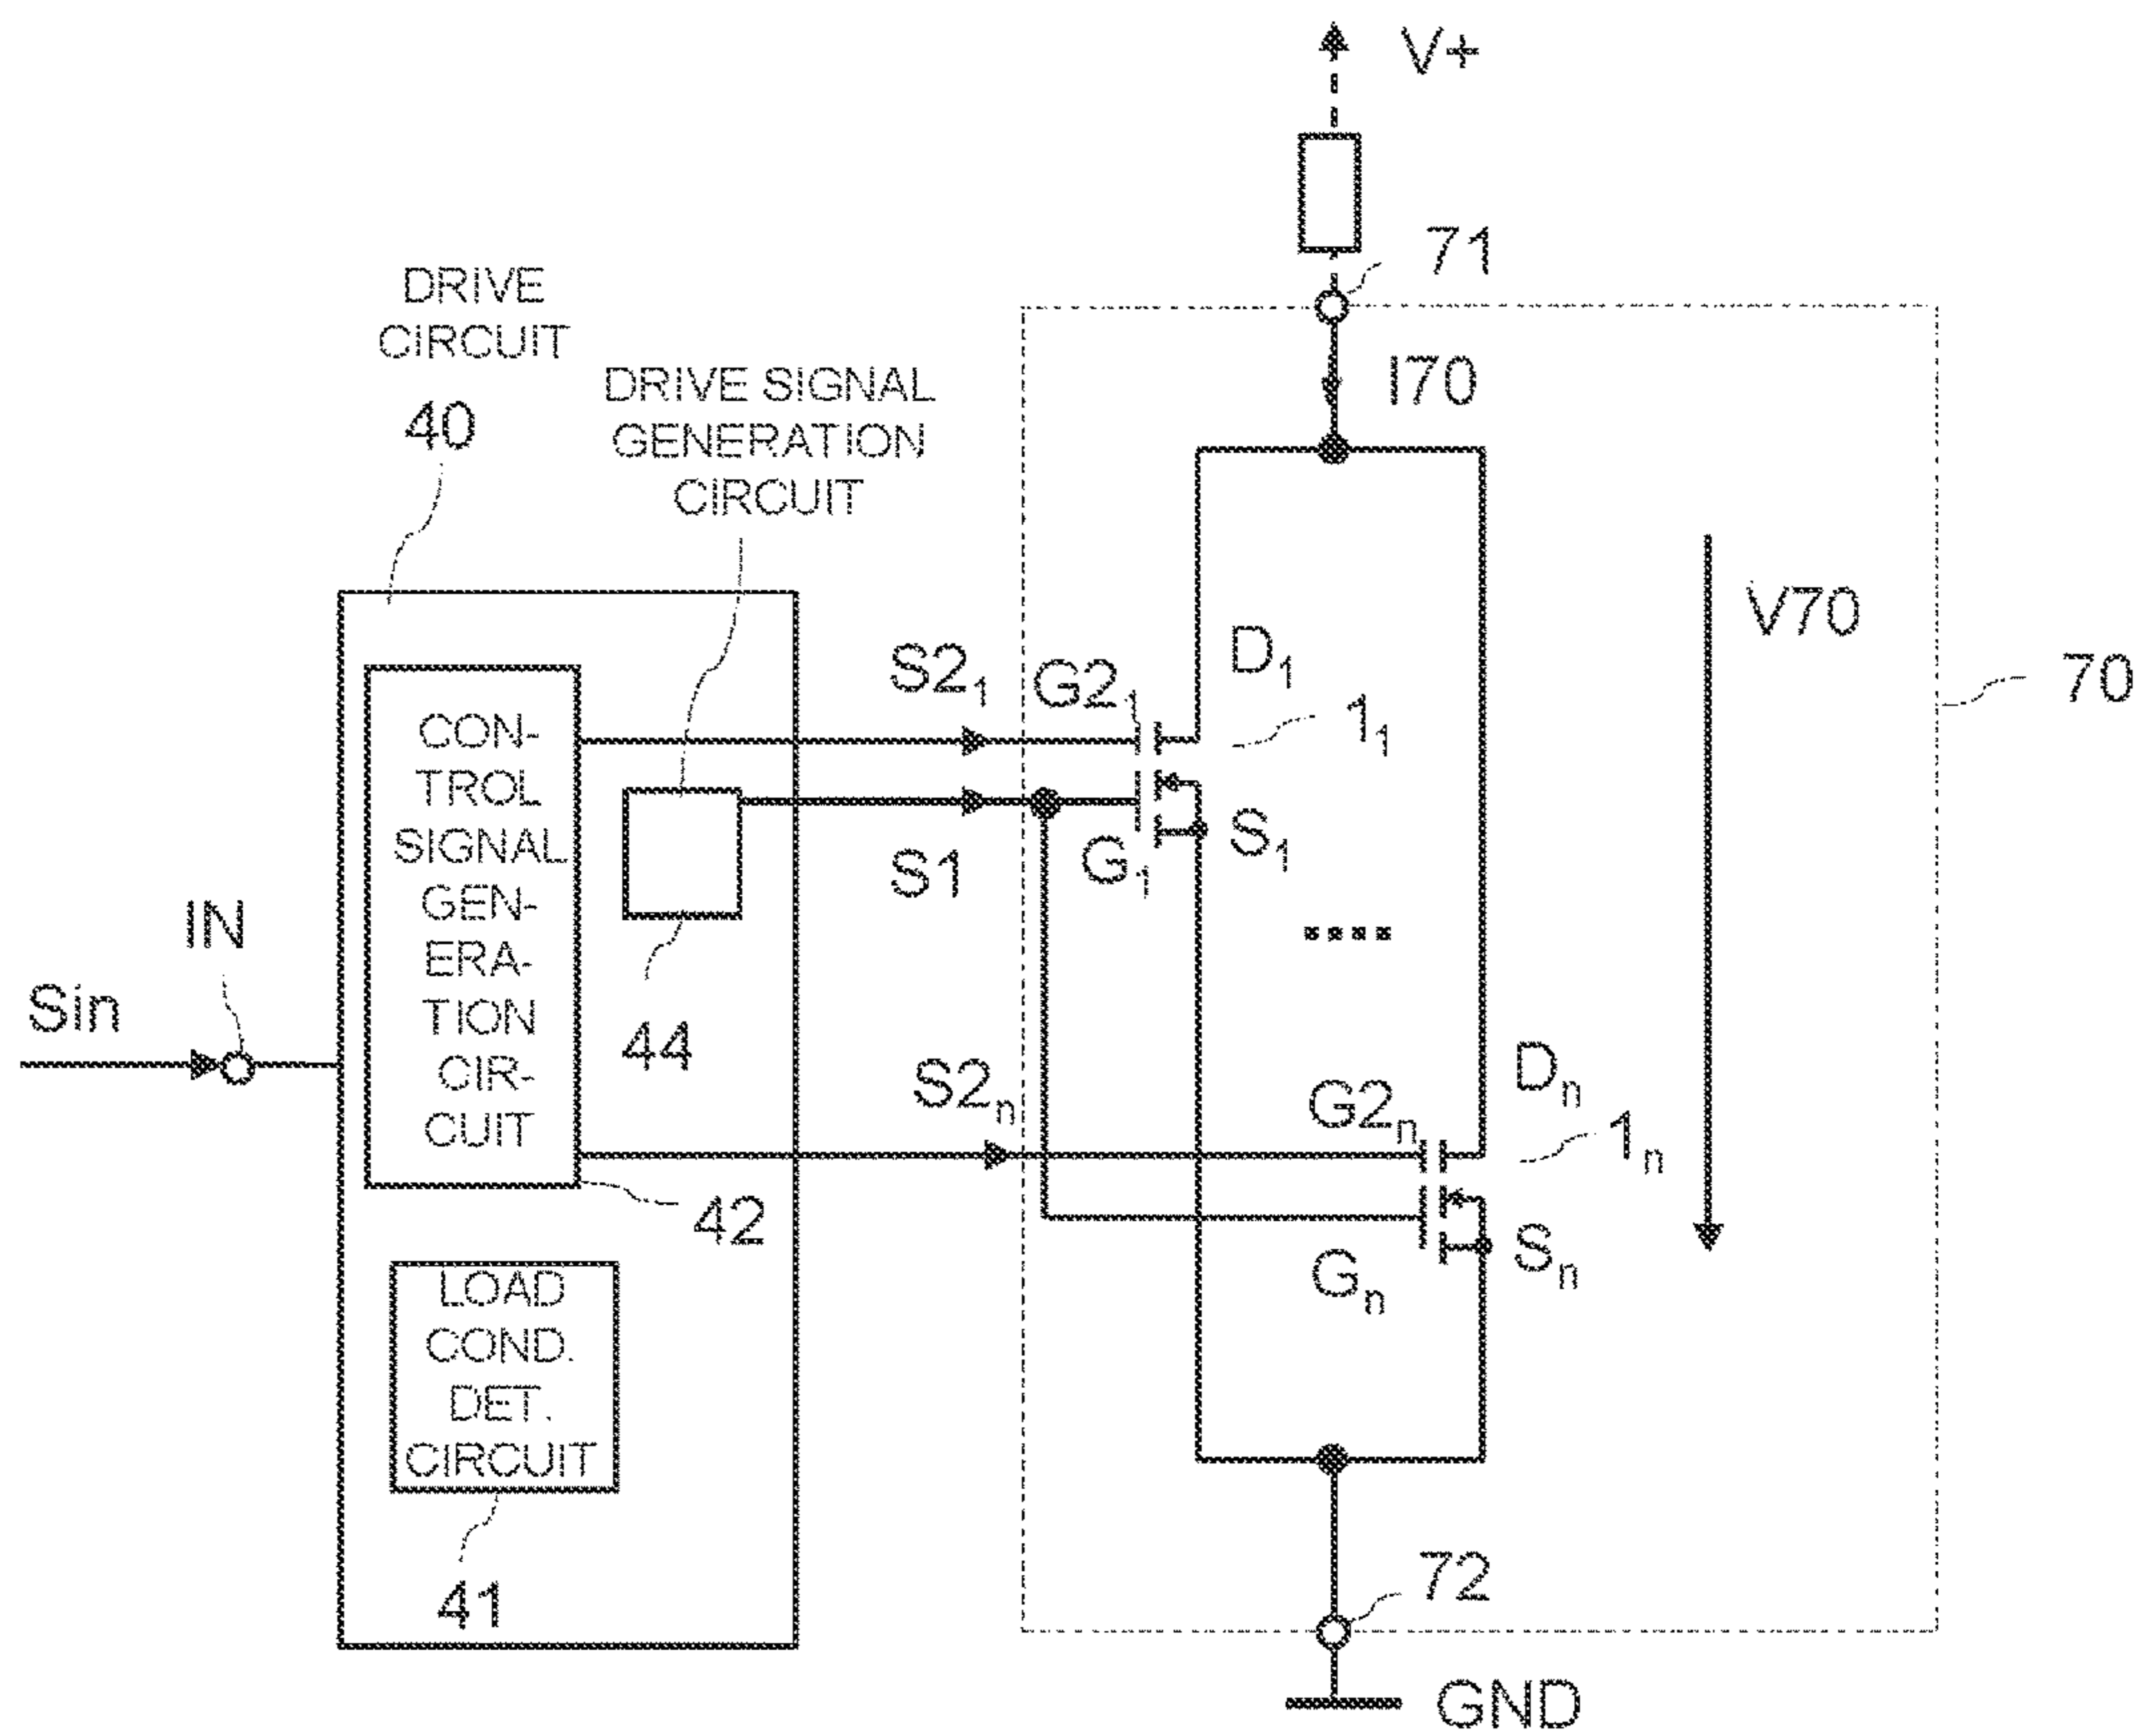 V+
71
DRIVE
CIRCUIT
40
DRIVE SIGNAL
GENERATION
CIRCUIT
I70
V70
70
S2₁
G2₁
D₁
1₁
CON-
TROL
SIGNAL
GEN-
ERA-
TION
CIR-
CUIT
S1
G₁
S₁
IN
Sin
44
S2ₙ
G2ₙ
Dₙ
1ₙ
42
Gₙ
Sₙ
LOAD
COND.
DET.
CIRCUIT
41
72
GND